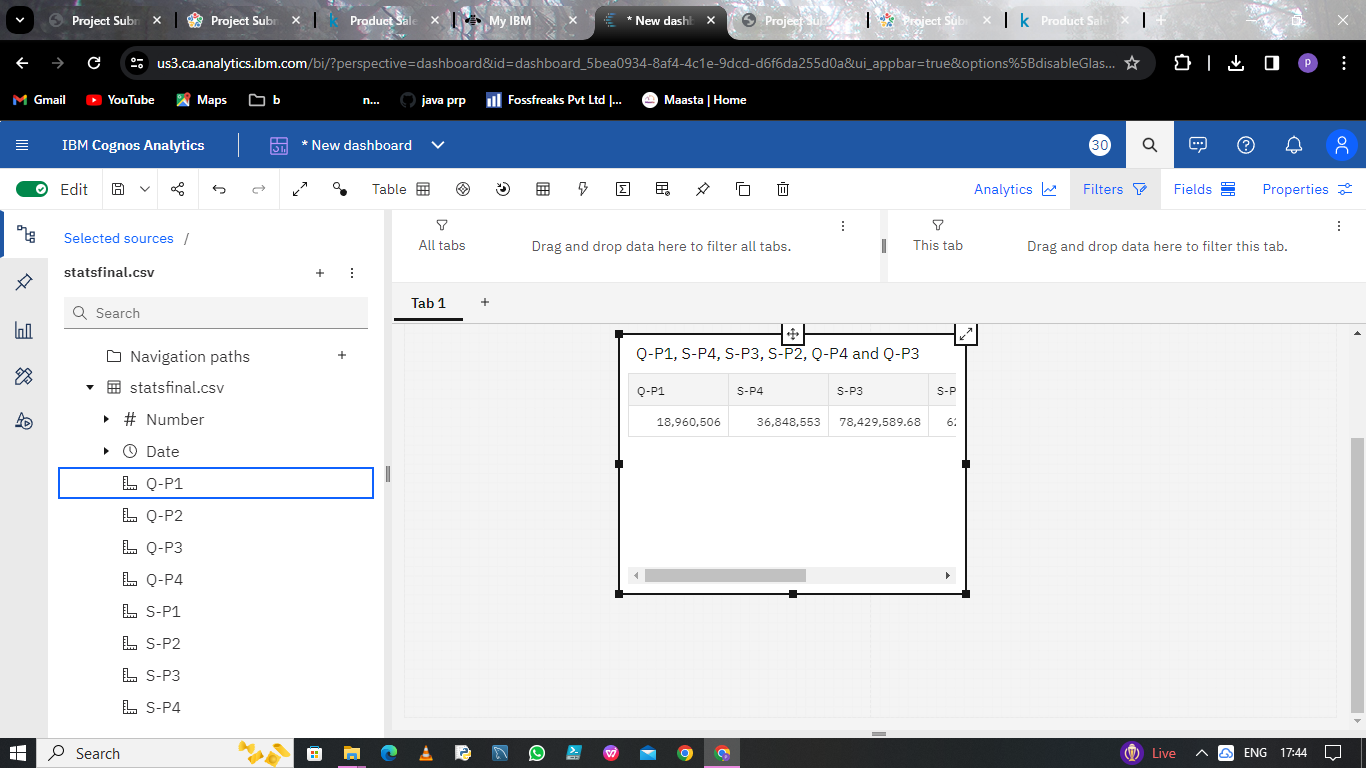 Project Subm
Project Subm
Product Sale
My IBM
* New dashb
Project Subm
Project Subm
Product Sale
us3.ca.analytics.ibm.com/bi/?perspective=dashboard&id=dashboard_5bea0934-8af4-4c1e-9dcd-d6f6da255d0a&ui_appbar=true&options%5BdisableGlas...
p
Gmail
YouTube
Maps
b
n...
java prp
Fossfreaks Pvt Ltd |...
Maasta | Home
IBM Cognos Analytics
* New dashboard
30
Edit
Table
Analytics
Filters
Fields
Properties
Selected sources /
statsfinal.csv
Search
Navigation paths
statsfinal.csv
# Number
Date
Q-P1
Q-P2
Q-P3
Q-P4
S-P1
S-P2
S-P3
S-P4
All tabs
Drag and drop data here to filter all tabs.
This tab
Drag and drop data here to filter this tab.
Tab 1
Q-P1, S-P4, S-P3, S-P2, Q-P4 and Q-P3
Q-P1 S-P4 S-P3 S-P
18,960,506 36,848,553 78,429,589.68 62
Search
Live
ENG
17:44